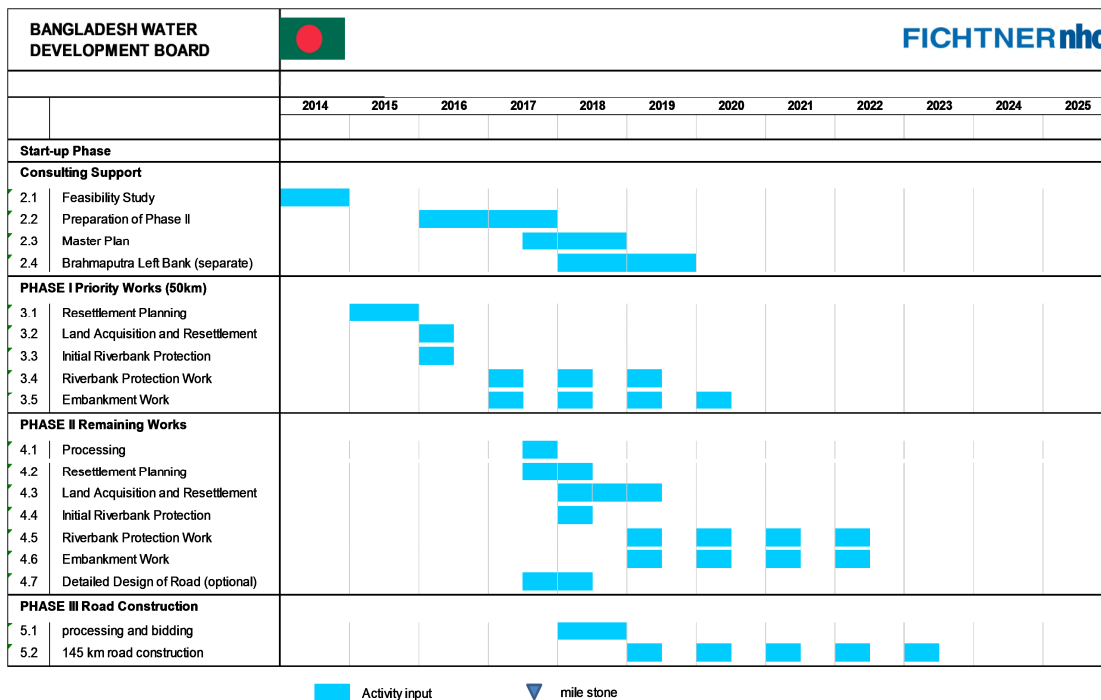 BANGLADESH WATER
DEVELOPMENT BOARD
FICHTNER nhc
2014 2015 2016 2017 2018 2019 2020 2021 2022 2023 2024 2025
Start-up Phase
Consulting Support
2.1 Feasibility Study
2.2 Preparation of Phase II
2.3 Master Plan
2.4 Brahmaputra Left Bank (separate)
PHASE I Priority Works (50km)
3.1 Resettlement Planning
3.2 Land Acquisition and Resettlement
3.3 Initial Riverbank Protection
3.4 Riverbank Protection Work
3.5 Embankment Work
PHASE II Remaining Works
4.1 Processing
4.2 Resettlement Planning
4.3 Land Acquisition and Resettlement
4.4 Initial Riverbank Protection
4.5 Riverbank Protection Work
4.6 Embankment Work
4.7 Detailed Design of Road (optional)
PHASE III Road Construction
5.1 processing and bidding
5.2 145 km road construction
Activity input mile stone